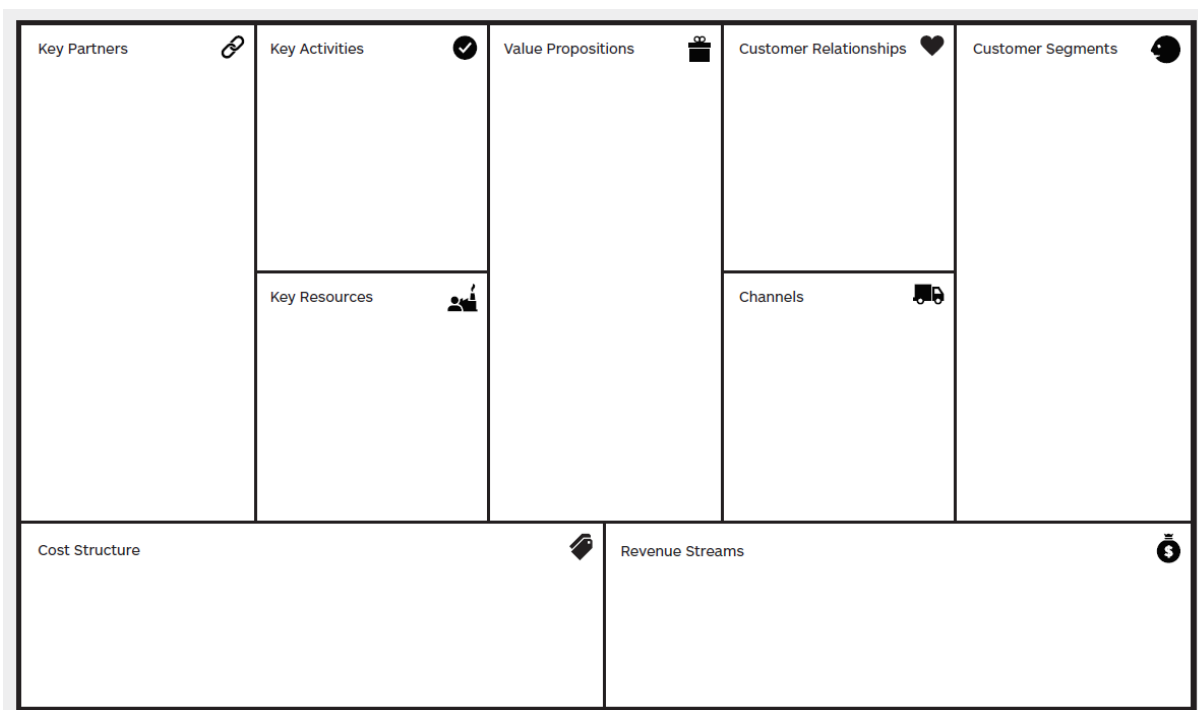 Key Partners
Key Activities
Value Propositions
Customer Relationships
Customer Segments
Key Resources
Channels
Cost Structure
Revenue Streams
$